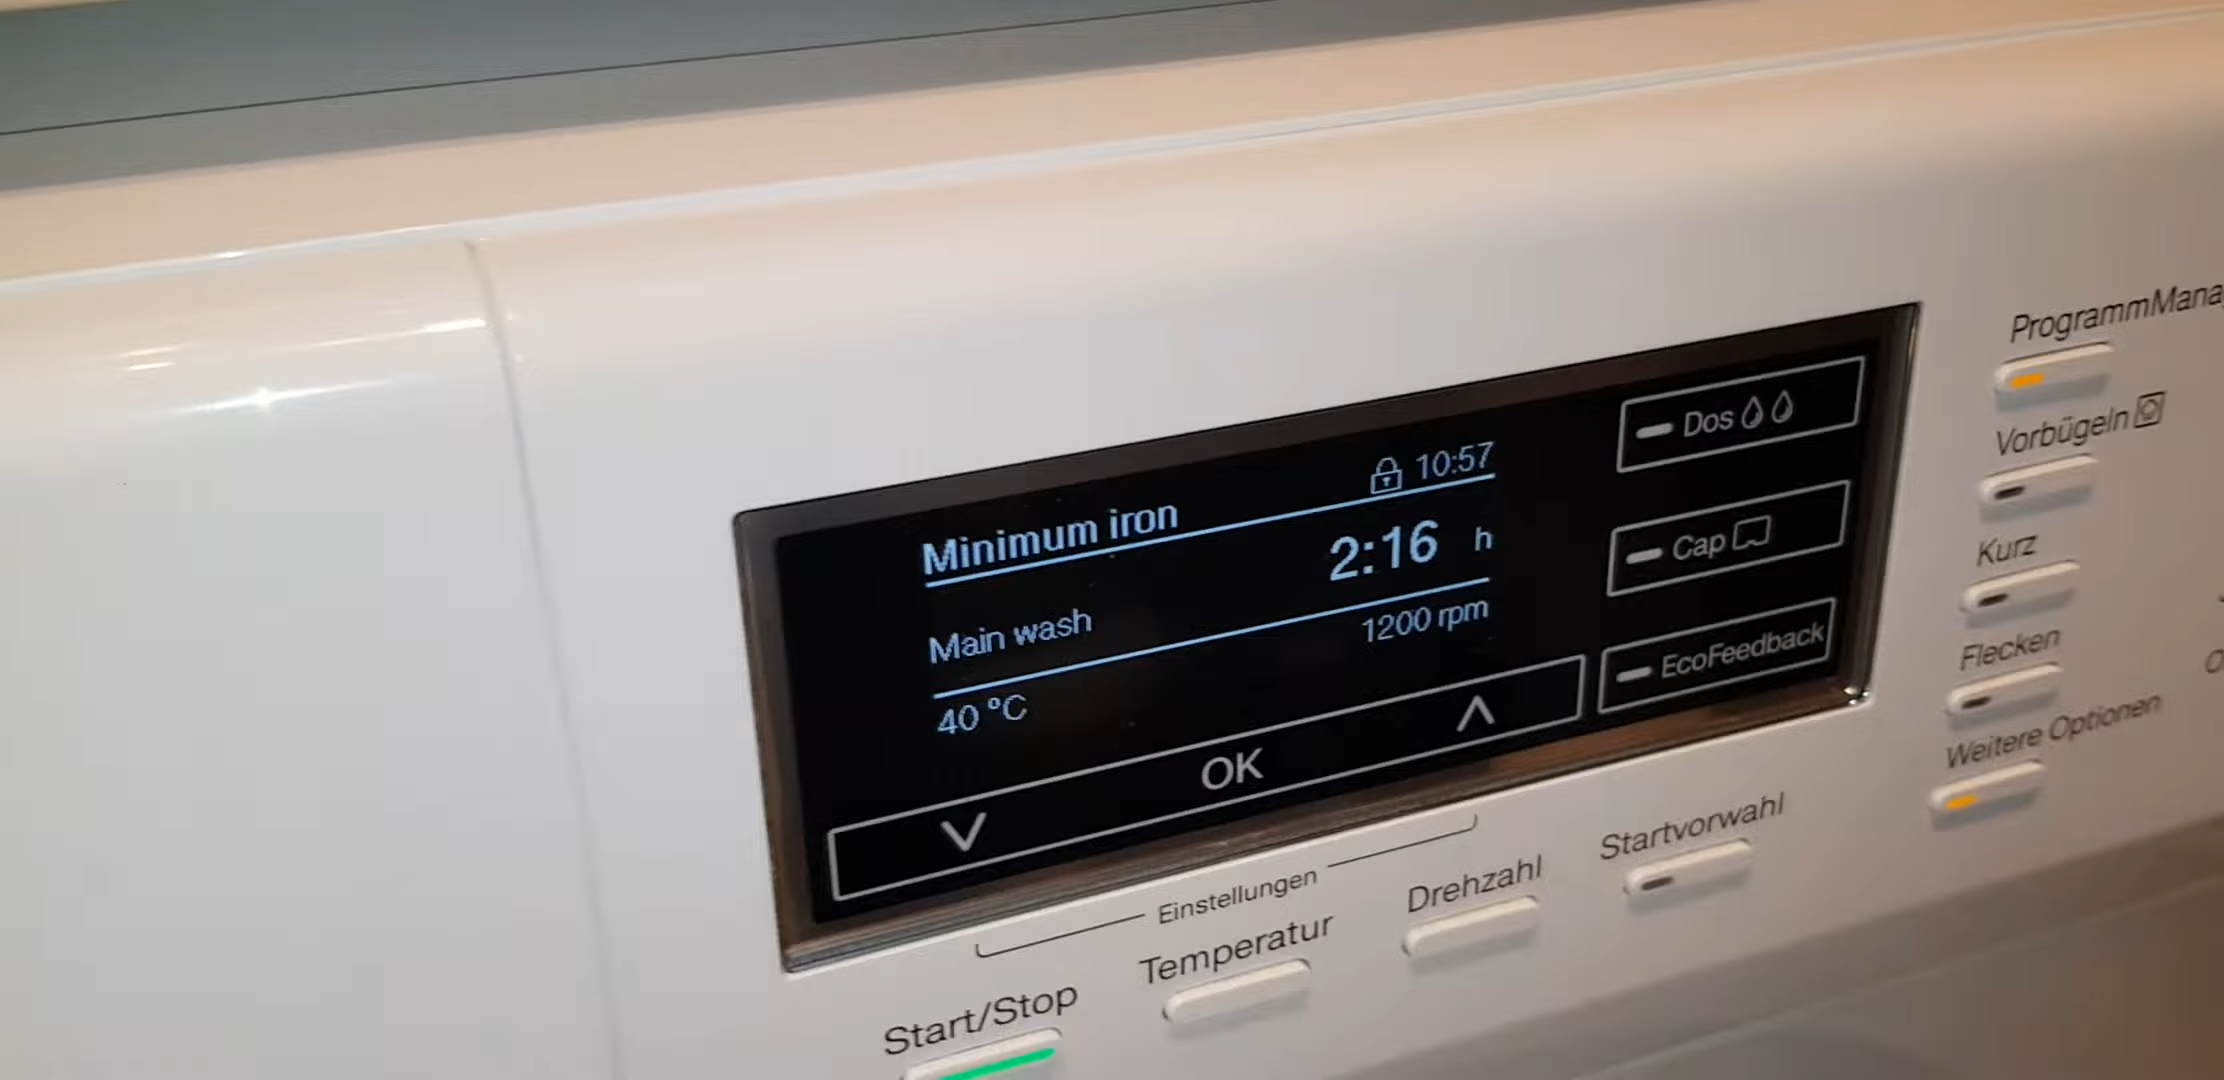 Minimum iron
10:57
Main wash
2:16 h
40 °C
1200 rpm
OK
Dos
Cap
EcoFeedback
Einstellungen
Start/Stop
Temperatur
Drehzahl
Startvorwahl
Vorbügeln
Kurz
Flecken
Weitere Optionen